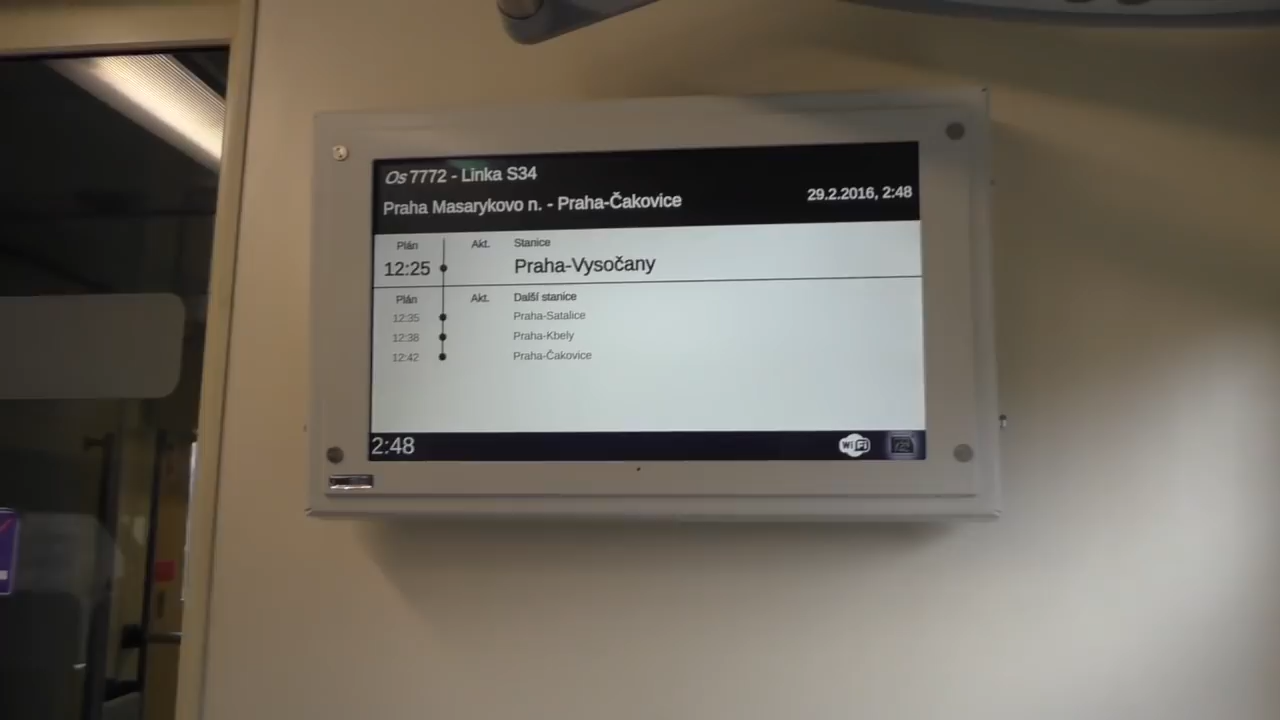 Os 7772 - Linka S34
Praha Masarykovo n. - Praha-Čakovice
29.2.2016, 2:48
Plán Akt. Stanice
12:25 Praha-Vysočany
Plán Akt. Další stanice
12:35 Praha-Satalice
12:38 Praha-Kbely
12:42 Praha-Čakovice
2:48
WiFi